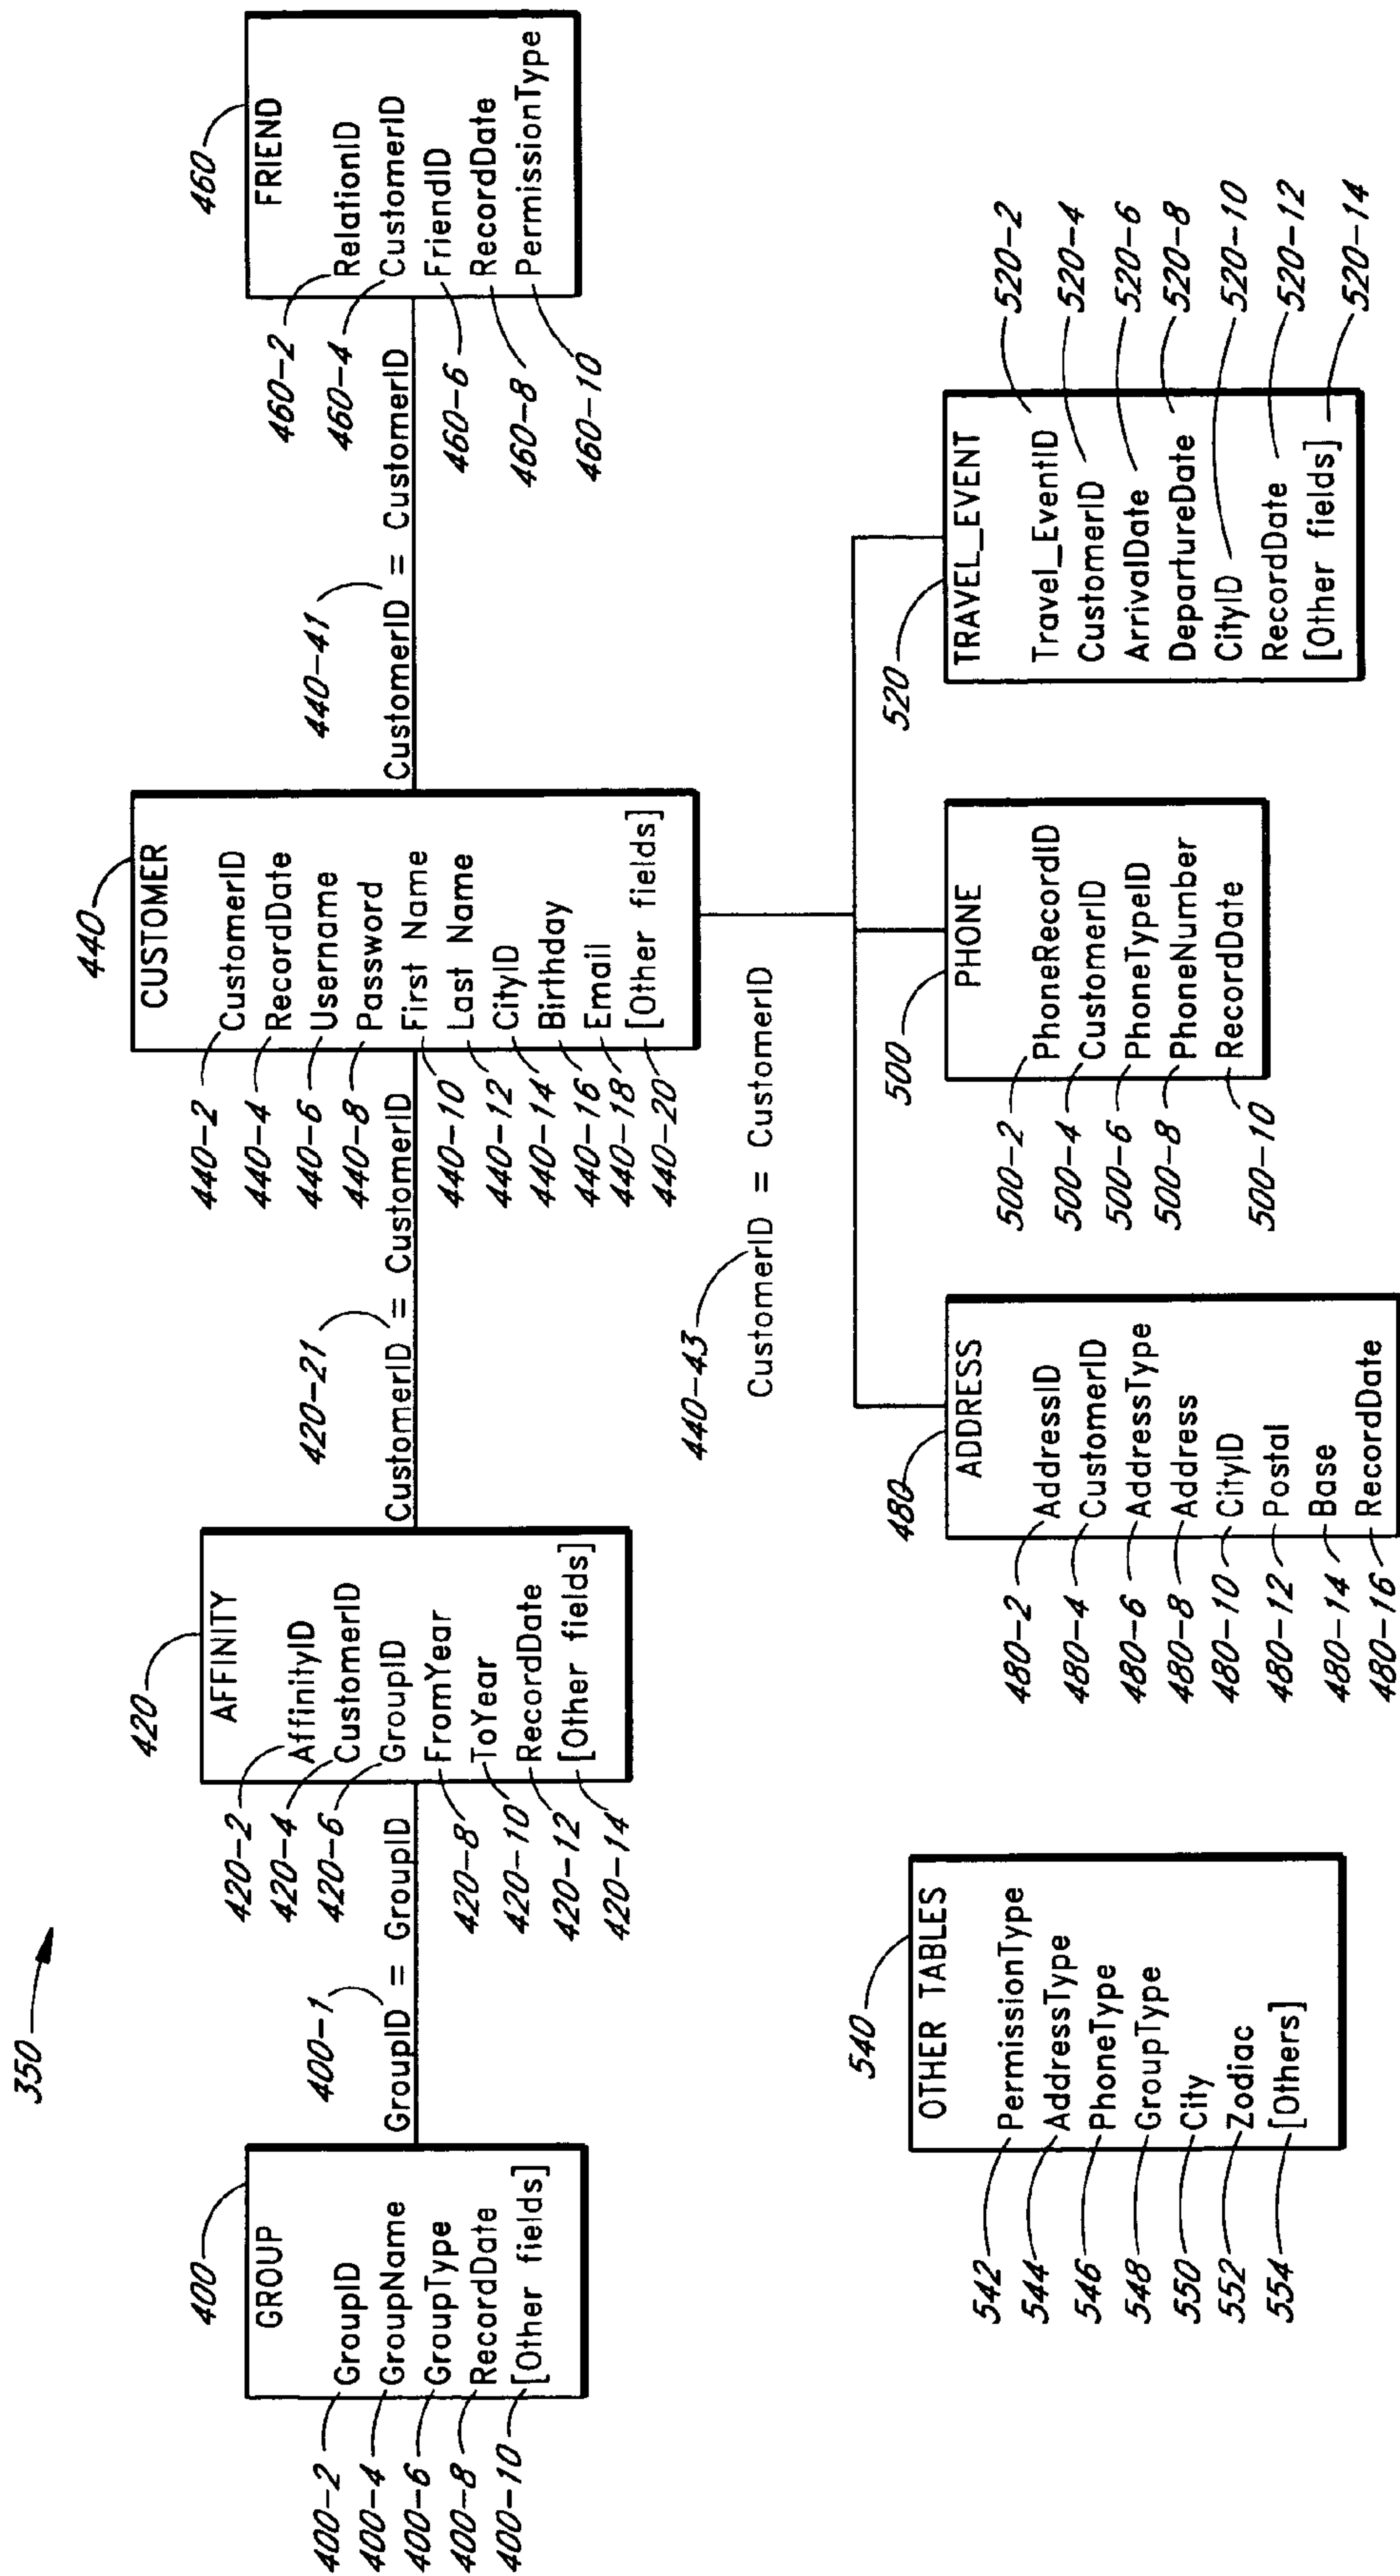 350
400
GROUP
400-2 GroupID
400-4 GroupName
400-6 GroupType
400-8 RecordDate
400-10 [Other fields]
400-1
GroupID = GroupID
420
AFFINITY
420-2 AffinityID
420-4 CustomerID
420-6 GroupID
420-8 FromYear
420-10 ToYear
420-12 RecordDate
420-14 [Other fields]
420-21
CustomerID = CustomerID
440
CUSTOMER
440-2 CustomerID
440-4 RecordDate
440-6 Username
440-8 Password
440-10 First Name
440-12 Last Name
440-14 CityID
440-16 Birthday
440-18 Email
440-20 [Other fields]
440-41
CustomerID = CustomerID
460
FRIEND
460-2 RelationID
460-4 CustomerID
460-6 FriendID
460-8 RecordDate
460-10 PermissionType
440-43
CustomerID = CustomerID
540
OTHER TABLES
542 PermissionType
544 AddressType
546 PhoneType
548 GroupType
550 City
552 Zodiac
554 [Others]
480
ADDRESS
480-2 AddressID
480-4 CustomerID
480-6 AddressType
480-8 Address
480-10 CityID
480-12 Postal
480-14 Base
480-16 RecordDate
500
PHONE
500-2 PhoneRecordID
500-4 CustomerID
500-6 PhoneTypeID
500-8 PhoneNumber
500-10 RecordDate
520
TRAVEL_EVENT
Travel_EventID 520-2
CustomerID 520-4
ArrivalDate 520-6
DepartureDate 520-8
CityID 520-10
RecordDate 520-12
[Other fields] 520-14